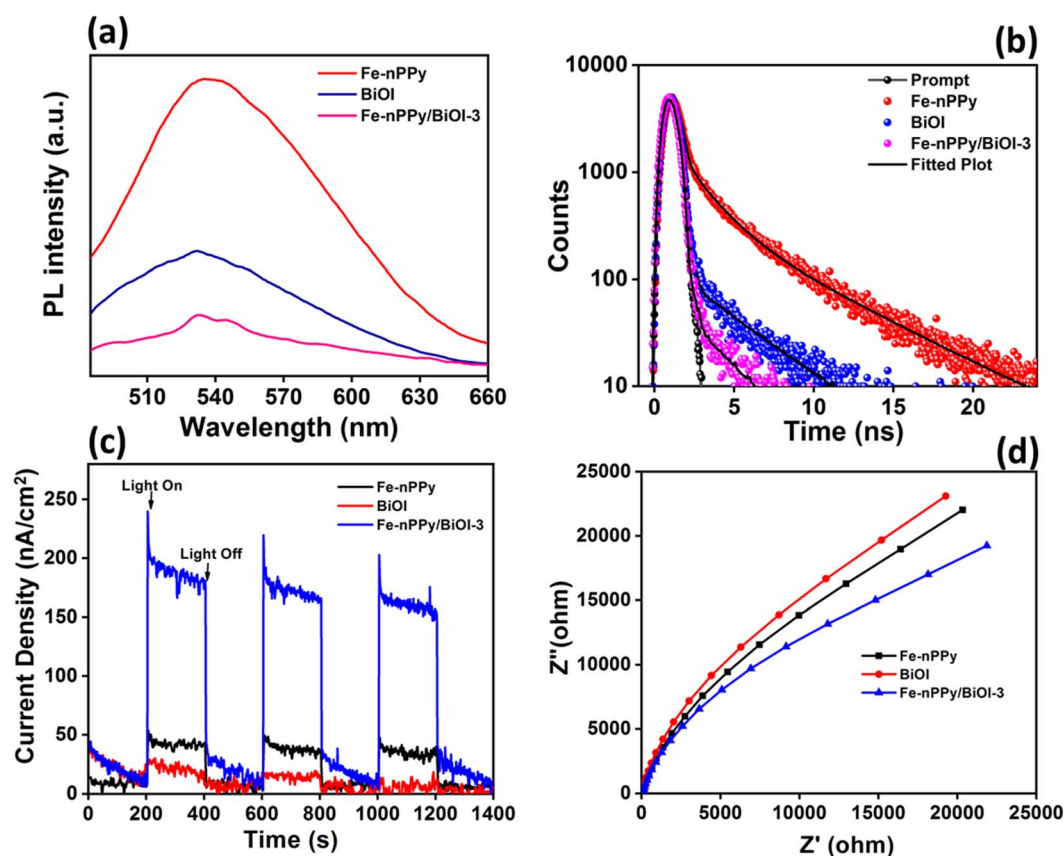 (a)
Fe-nPPy
BiOI
Fe-nPPy/BiOI-3
PL intensity (a.u.)
510 540 570 600 630 660
Wavelength (nm)
(b)
10000
1000
100
10
Prompt
Fe-nPPy
BiOI
Fe-nPPy/BiOI-3
Fitted Plot
Counts
0 5 10 15 20
Time (ns)
(c)
250
200
150
100
50
0
Light On
Light Off
Fe-nPPy
BiOI
Fe-nPPy/BiOI-3
Current Density (nA/cm²)
0 200 400 600 800 1000 1200 1400
Time (s)
(d)
25000
20000
15000
10000
5000
0
Fe-nPPy
BiOI
Fe-nPPy/BiOI-3
Z''(ohm)
0 5000 10000 15000 20000 25000
Z' (ohm)